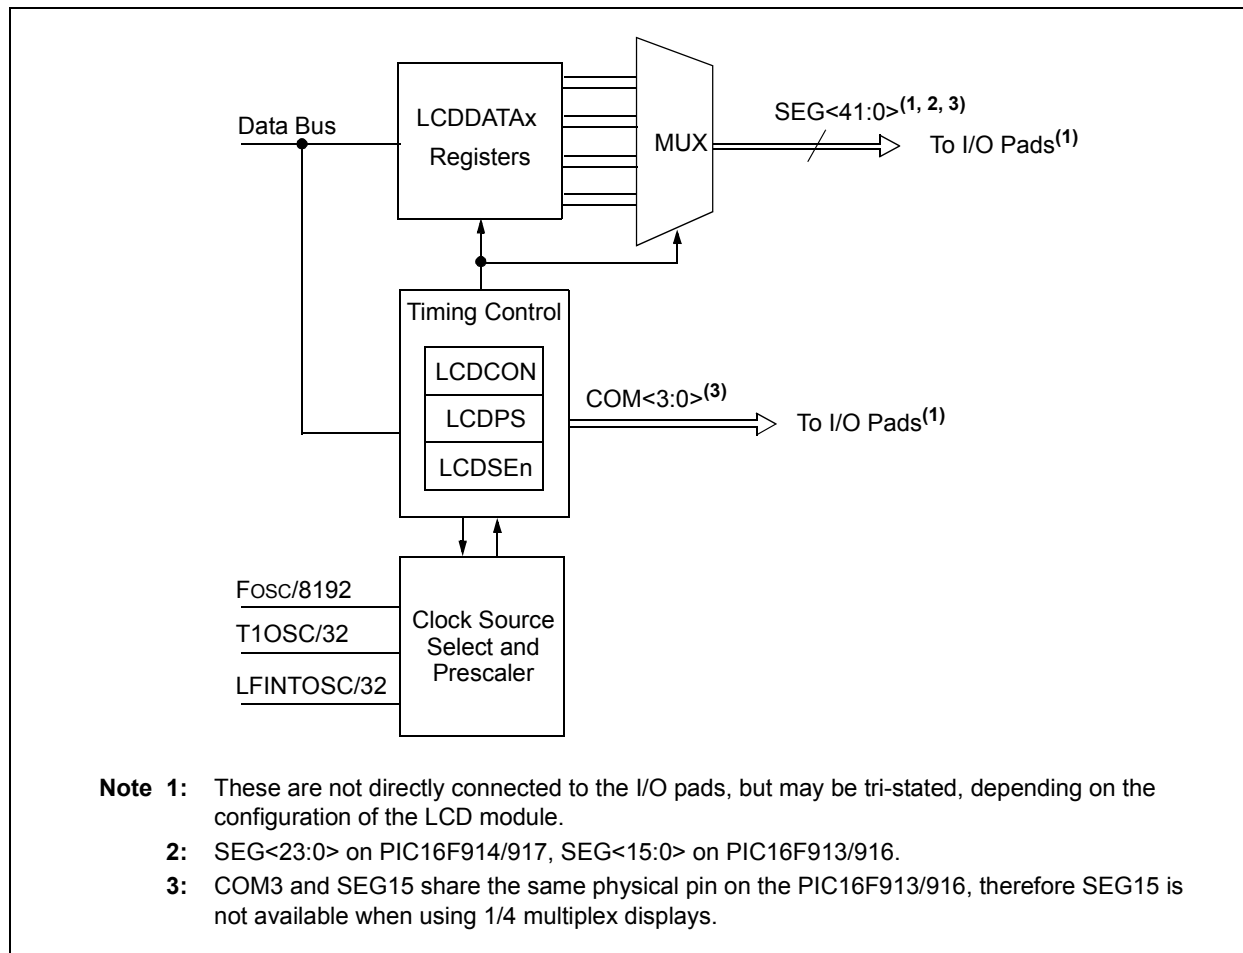 Data Bus
LCDDATAx
Registers
MUX
SEG<41:0>(1, 2, 3)
To I/O Pads(1)
Timing Control
LCDCON
LCDPS
LCDSEn
COM<3:0>(3)
To I/O Pads(1)
FOSC/8192
T1OSC/32
LFINTOSC/32
Clock Source
Select and
Prescaler
Note 1: These are not directly connected to the I/O pads, but may be tri-stated, depending on the
configuration of the LCD module.
2: SEG<23:0> on PIC16F914/917, SEG<15:0> on PIC16F913/916.
3: COM3 and SEG15 share the same physical pin on the PIC16F913/916, therefore SEG15 is
not available when using 1/4 multiplex displays.